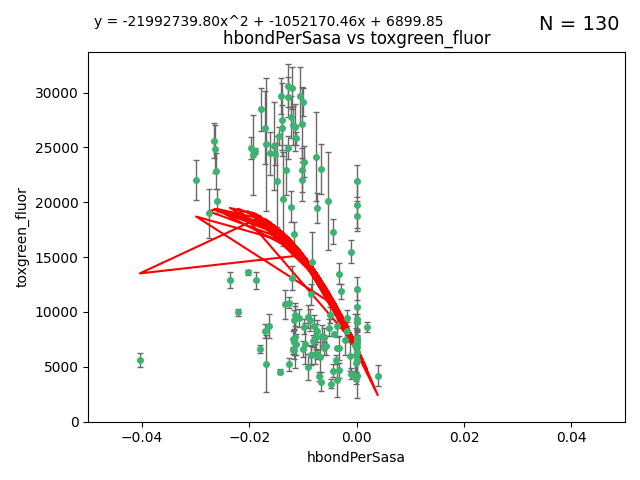 y = -21992739.80x^2 + -1052170.46x + 6899.85
N = 130
hbondPerSasa vs toxgreen_fluor
toxgreen_fluor
30000
25000
20000
15000
10000
5000
0
−0.04
−0.02
0.00
0.02
0.04
hbondPerSasa